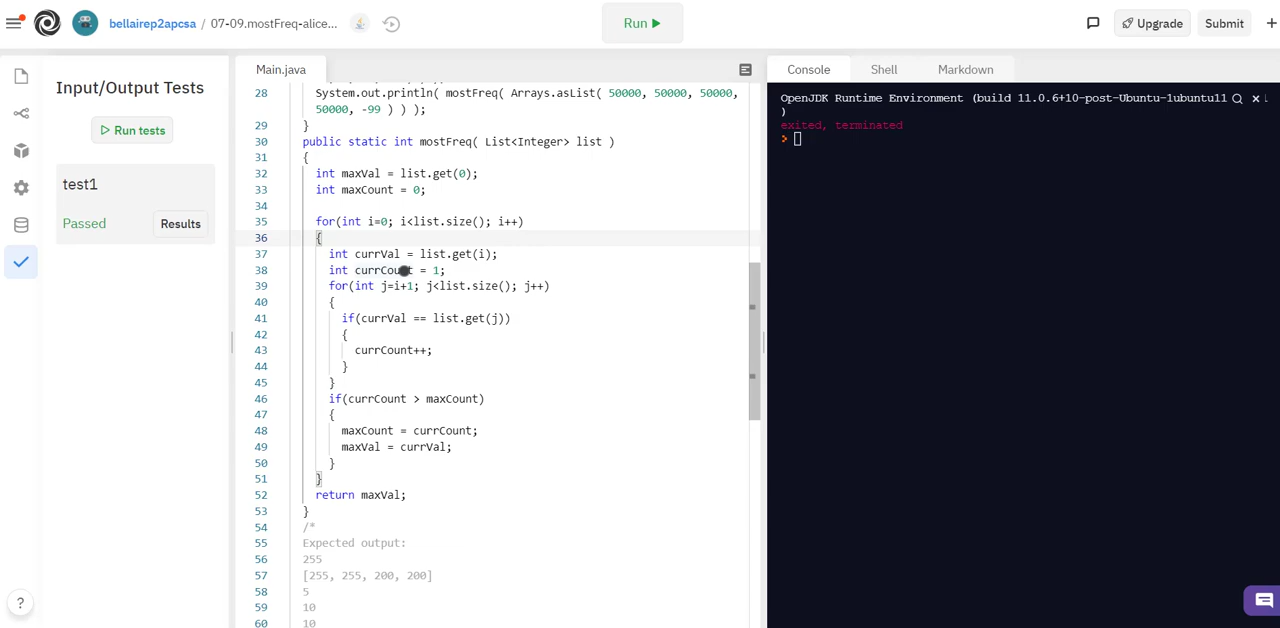 bellairep2apcsa / 07-09.mostFreq-alice...
Run
Upgrade
Submit
Input/Output Tests
Run tests
test1
Passed
Results
Main.java
28 System.out.println( mostFreq( Arrays.asList( 50000, 50000, 50000,
50000, -99 ) ) );
29 }
30 public static int mostFreq( List<Integer> list )
31 {
32 int maxVal = list.get(0);
33 int maxCount = 0;
34
35 for(int i=0; i<list.size(); i++)
36 {
37 int currVal = list.get(i);
38 int currCount = 1;
39 for(int j=i+1; j<list.size(); j++)
40 {
41 if(currVal == list.get(j))
42 {
43 currCount++;
44 }
45 }
46 if(currCount > maxCount)
47 {
48 maxCount = currCount;
49 maxVal = currVal;
50 }
51 }
52 return maxVal;
53 }
54 /*
55 Expected output:
56 255
57 [255, 255, 200, 200]
58 5
59 10
60 10
Console
Shell
Markdown
OpenJDK Runtime Environment (build 11.0.6+10-post-Ubuntu-1ubuntu11
)
exited, terminated
>
?